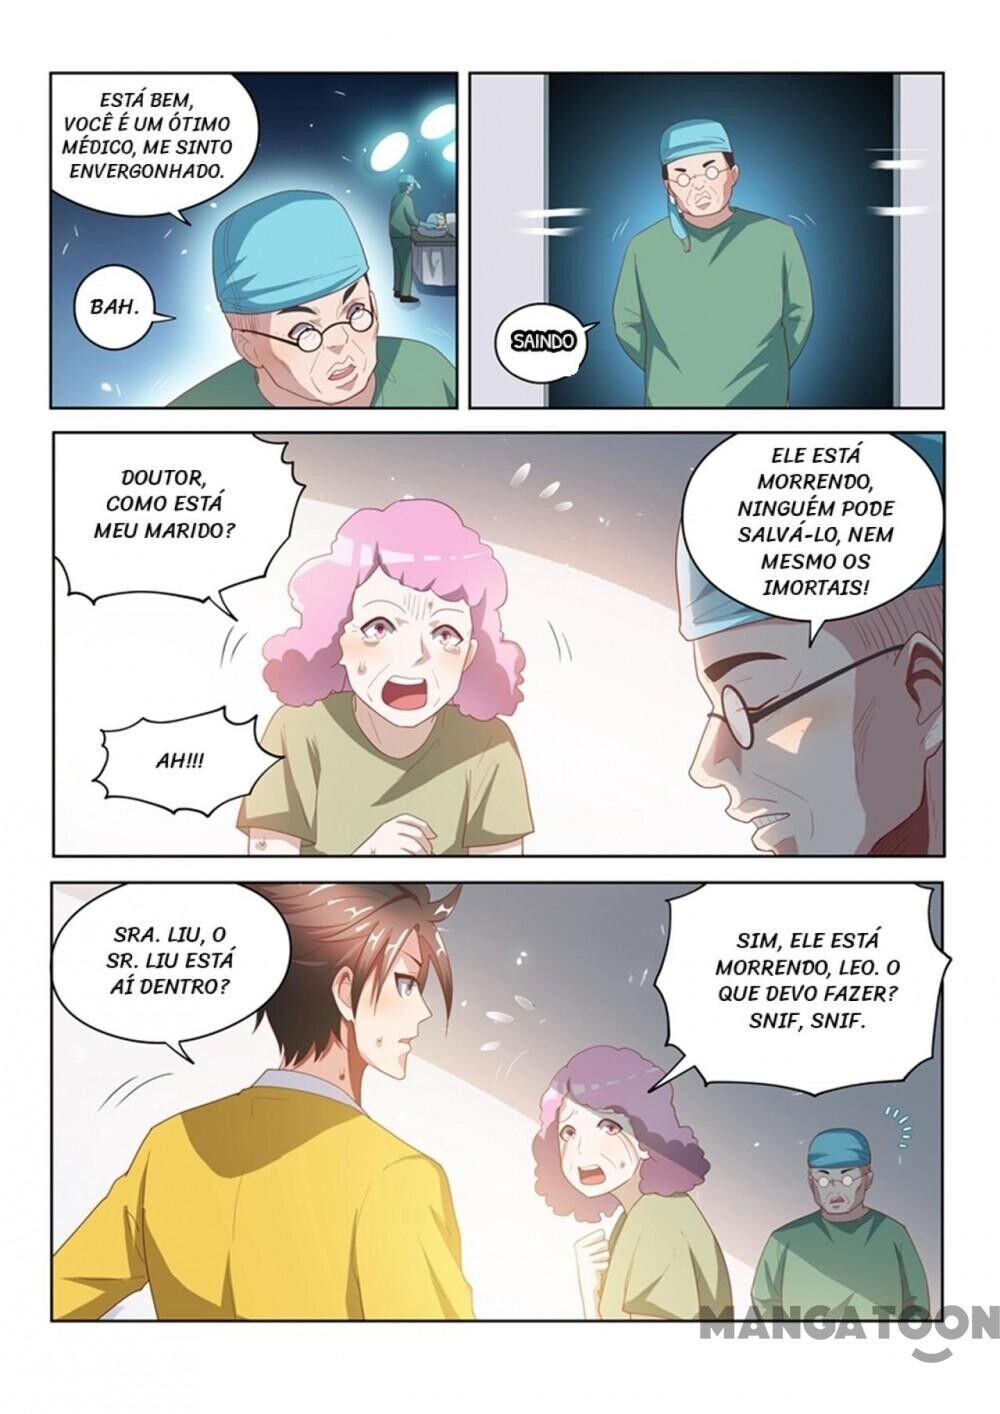 ESTÁ BEM,
VOCÊ É UM ÓTIMO
MÉDICO, ME SINTO
ENVERGONHADO.
BAH.
SAINDO
DOUTOR,
COMO ESTÁ
MEU MARIDO?
ELE ESTÁ
MORRENDO,
NINGUÉM PODE
SALVÁ-LO, NEM
MESMO OS
IMORTAIS!
AH!!!
SRA. LIU, O
SR. LIU ESTÁ
AÍ DENTRO?
SIM, ELE ESTÁ
MORRENDO, LEO. O
QUE DEVO FAZER?
SNIF, SNIF.
MANGATOON